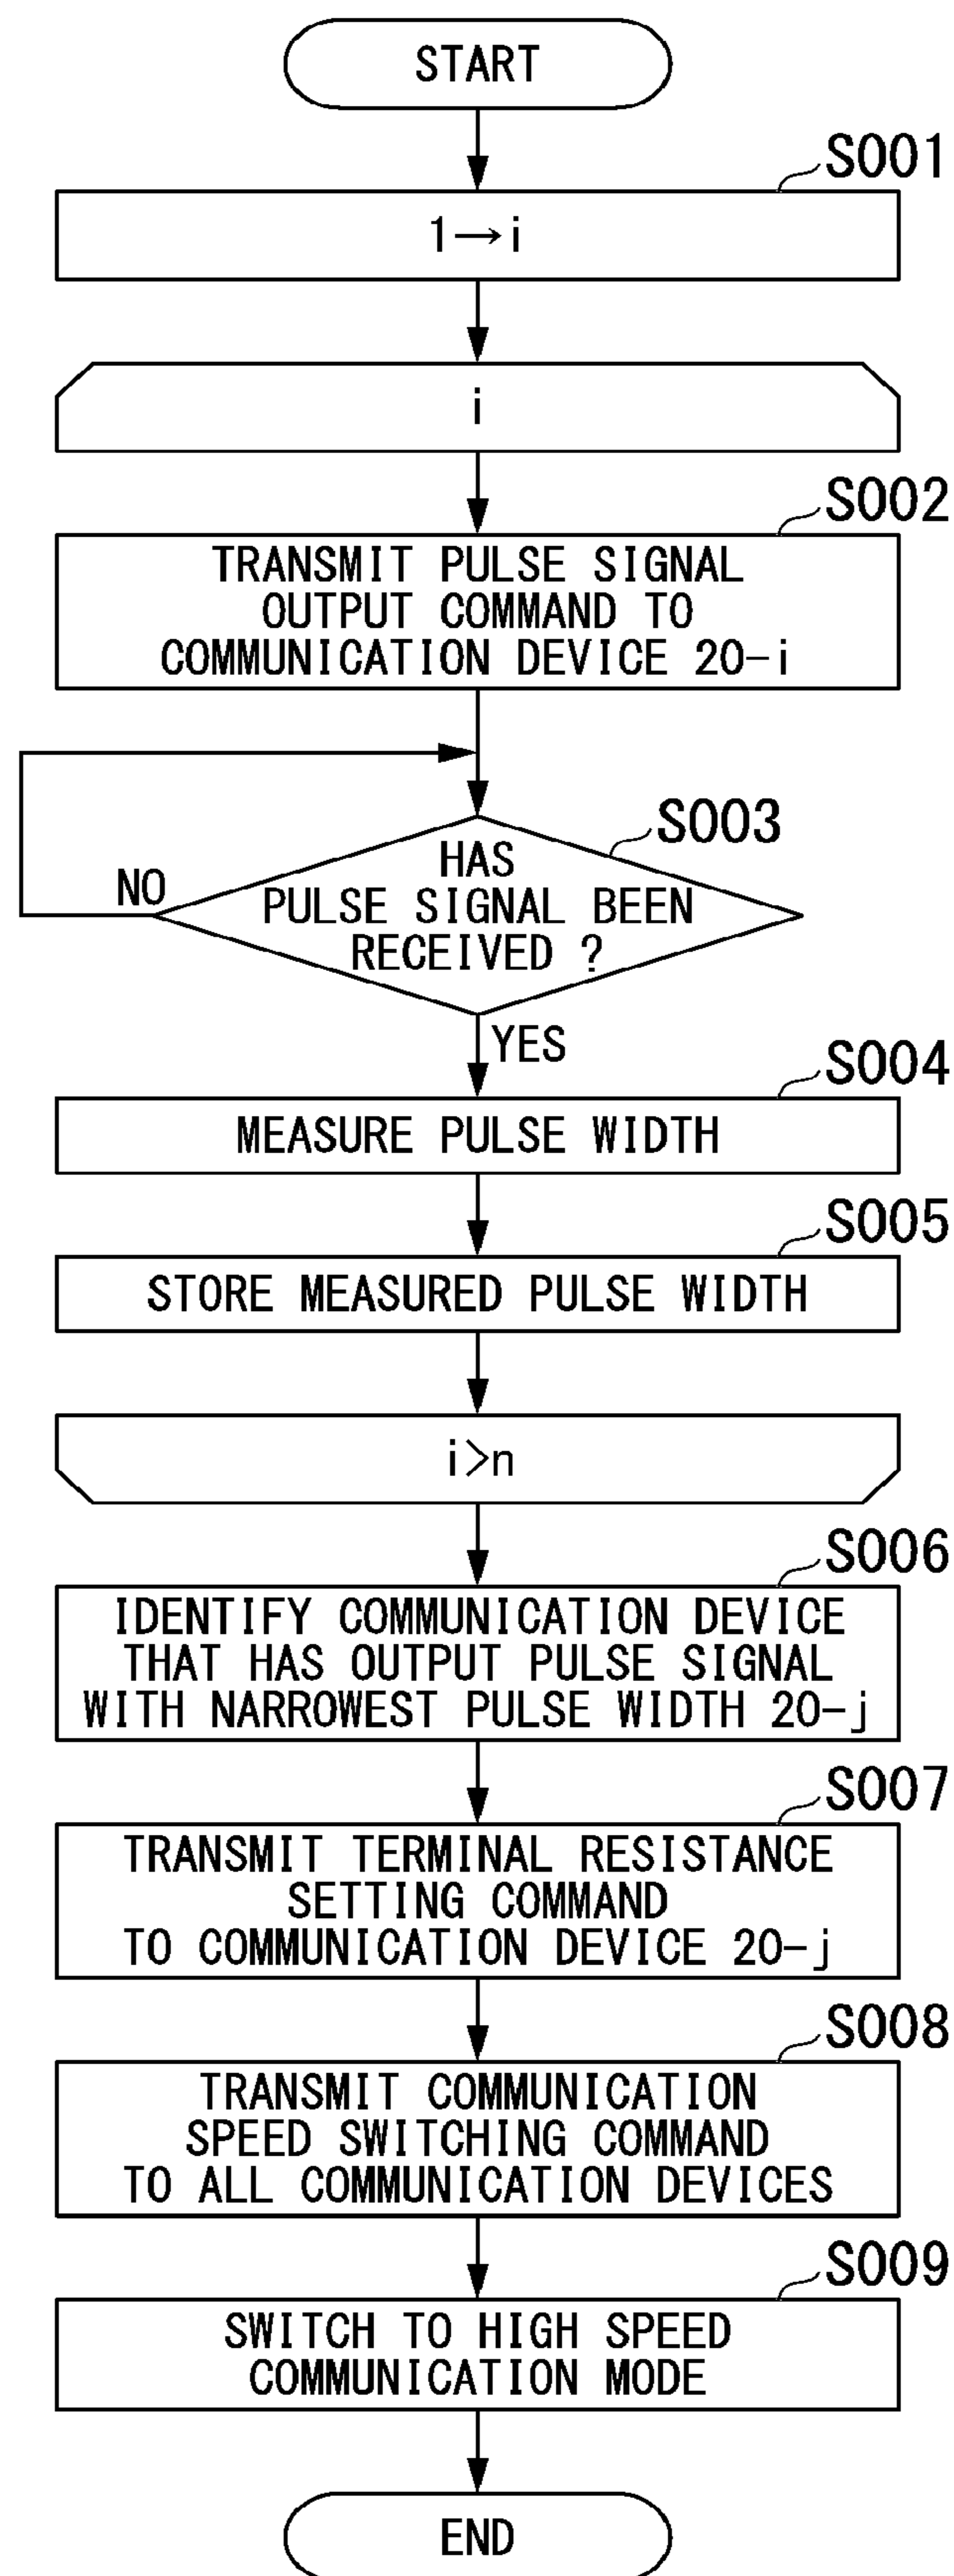 START
S001
1→i
i
S002
TRANSMIT PULSE SIGNAL
OUTPUT COMMAND TO
COMMUNICATION DEVICE 20-i
S003
HAS
PULSE SIGNAL BEEN
RECEIVED ?
NO
YES
S004
MEASURE PULSE WIDTH
S005
STORE MEASURED PULSE WIDTH
i>n
S006
IDENTIFY COMMUNICATION DEVICE
THAT HAS OUTPUT PULSE SIGNAL
WITH NARROWEST PULSE WIDTH 20-j
S007
TRANSMIT TERMINAL RESISTANCE
SETTING COMMAND
TO COMMUNICATION DEVICE 20-j
S008
TRANSMIT COMMUNICATION
SPEED SWITCHING COMMAND
TO ALL COMMUNICATION DEVICES
S009
SWITCH TO HIGH SPEED
COMMUNICATION MODE
END